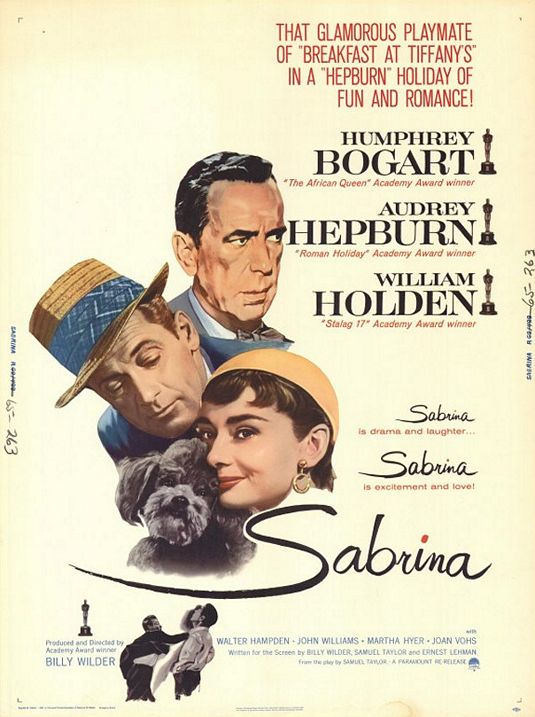 THAT GLAMOROUS PLAYMATE
OF "BREAKFAST AT TIFFANY'S"
IN A "HEPBURN" HOLIDAY OF
FUN AND ROMANCE!
HUMPHREY
BOGART
"The African Queen" Academy Award winner
AUDREY
HEPBURN
"Roman Holiday" Academy Award winner
WILLIAM
HOLDEN
"Stalag 17" Academy Award winner
Sabrina
is drama and laughter...
Sabrina
is excitement and love!
Sabrina
Produced and Directed by
Academy Award winner
BILLY WILDER
with
WALTER HAMPDEN · JOHN WILLIAMS · MARTHA HYER · JOAN VOHS
Written for the Screen by BILLY WILDER, SAMUEL TAYLOR and ERNEST LEHMAN
From the play by SAMUEL TAYLOR · A PARAMOUNT RE-RELEASE
SABRINA
65-263
SABRINA
65-263